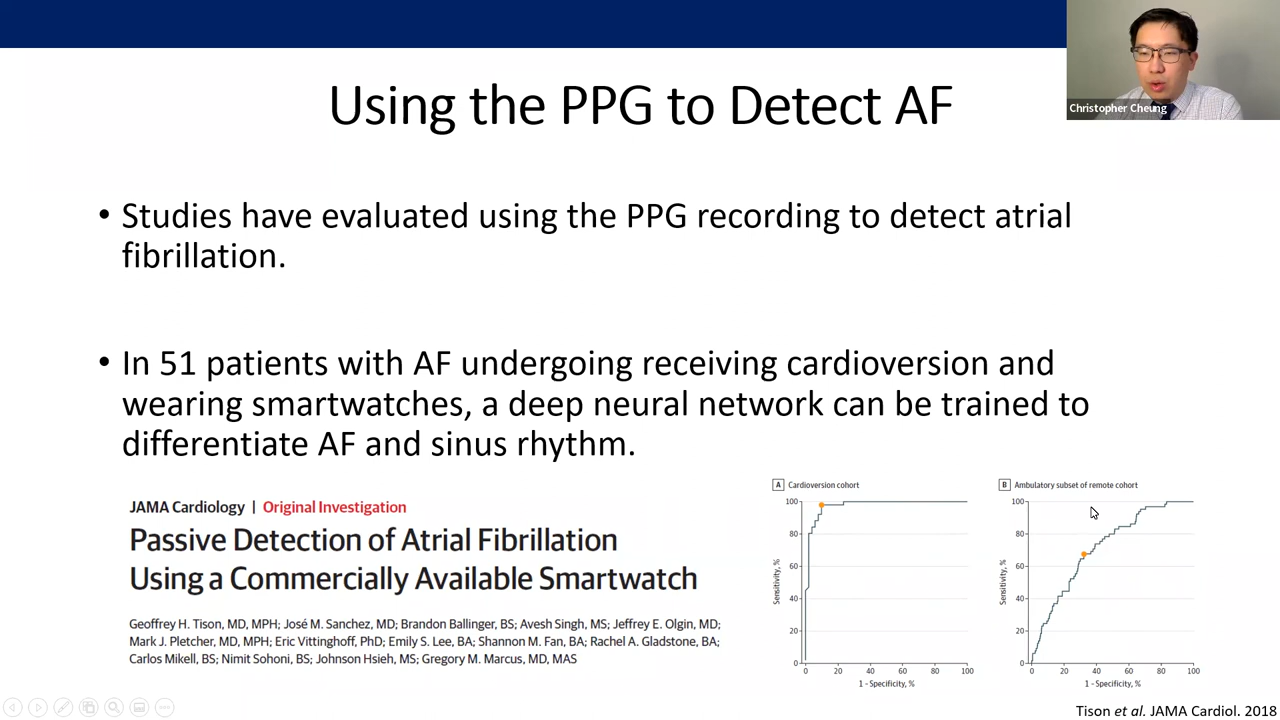 Christopher Cheung
Using the PPG to Detect AF
• Studies have evaluated using the PPG recording to detect atrial
fibrillation.
• In 51 patients with AF undergoing receiving cardioversion and
wearing smartwatches, a deep neural network can be trained to
differentiate AF and sinus rhythm.
JAMA Cardiology | Original Investigation
Passive Detection of Atrial Fibrillation
Using a Commercially Available Smartwatch
Geoffrey H. Tison, MD, MPH; José M. Sanchez, MD; Brandon Ballinger, BS; Avesh Singh, MS; Jeffrey E. Olgin, MD;
Mark J. Pletcher, MD, MPH; Eric Vittinghoff, PhD; Emily S. Lee, BA; Shannon M. Fan, BA; Rachel A. Gladstone, BA;
Carlos Mikell, BS; Nimit Sohoni, BS; Johnson Hsieh, MS; Gregory M. Marcus, MD, MAS
A Cardioversion cohort
100
80
60
40
20
0
Sensitivity, %
0 20 40 60 80 100
1 - Specificity, %
B Ambulatory subset of remote cohort
100
80
60
40
20
0
Sensitivity, %
0 20 40 60 80 100
1 - Specificity, %
Tison et al. JAMA Cardiol. 2018